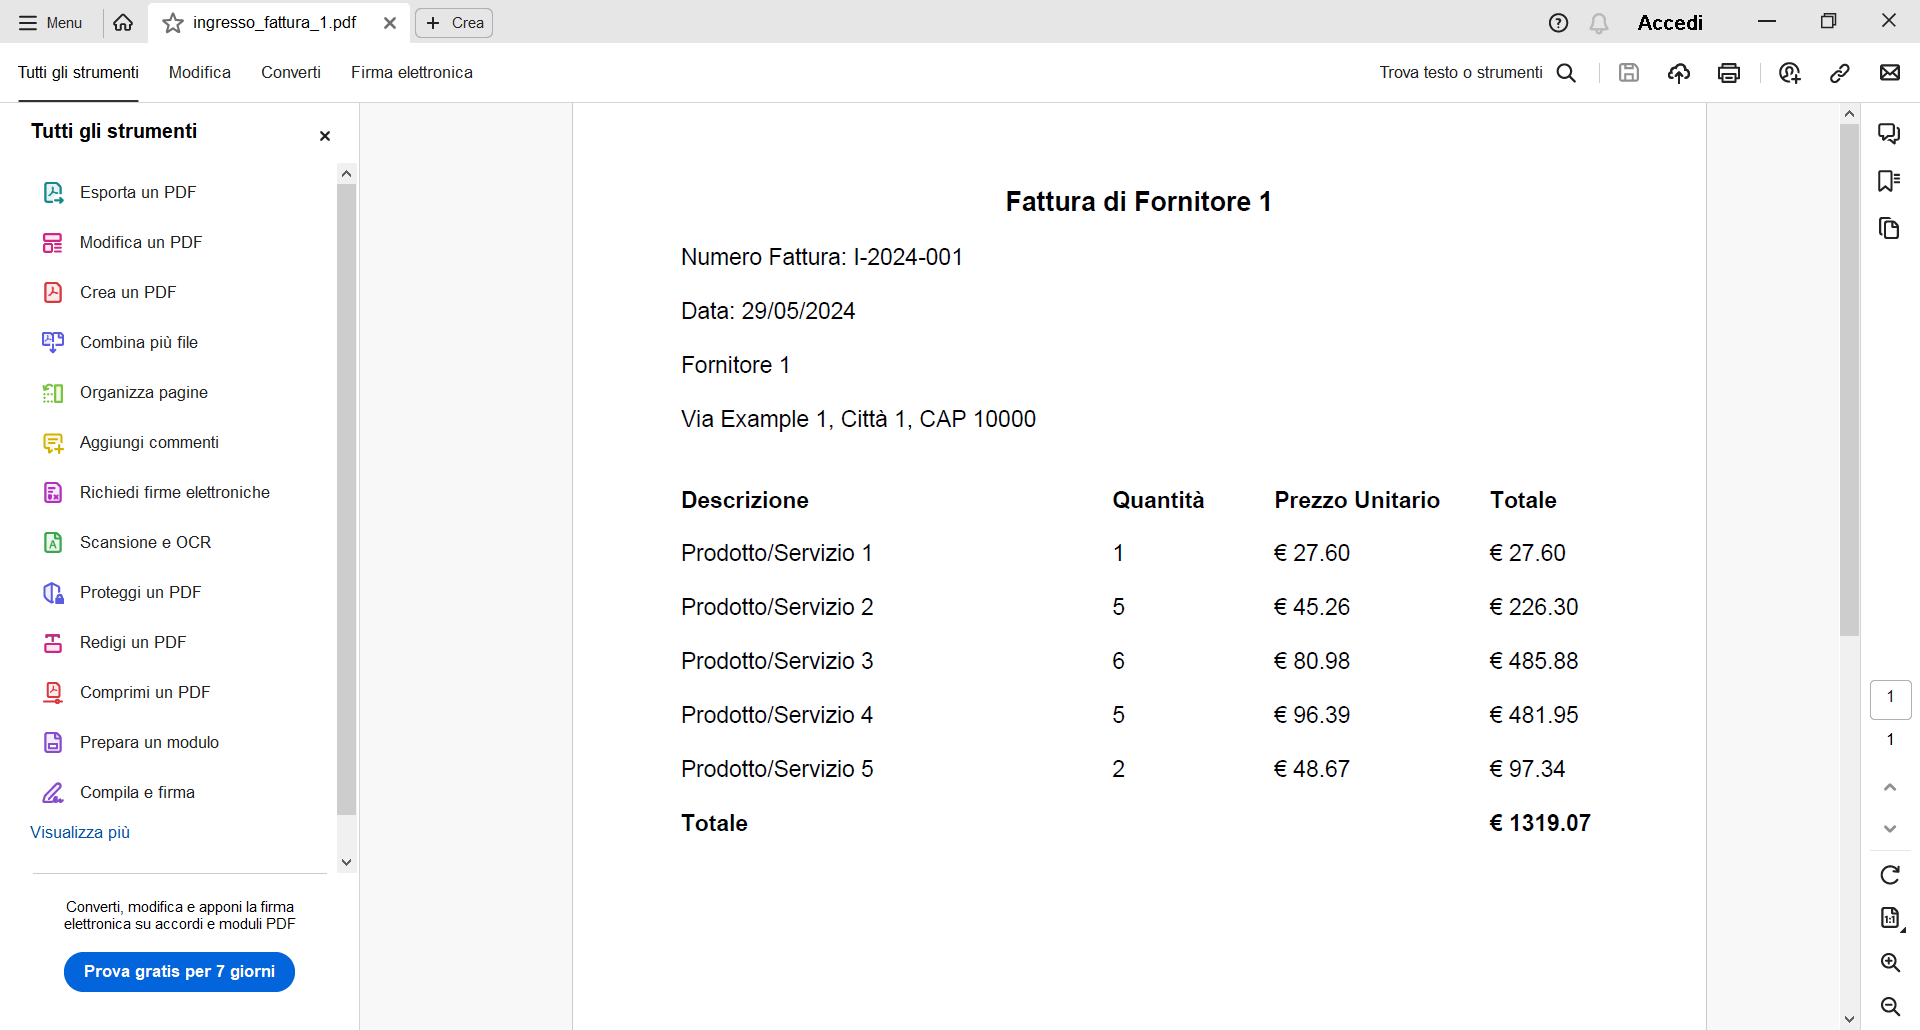 Menu
ingresso_fattura_1.pdf
Crea
Accedi
Tutti gli strumenti
Modifica
Converti
Firma elettronica
Trova testo o strumenti
Tutti gli strumenti
Esporta un PDF
Modifica un PDF
Crea un PDF
Combina più file
Organizza pagine
Aggiungi commenti
Richiedi firme elettroniche
Scansione e OCR
Proteggi un PDF
Redigi un PDF
Comprimi un PDF
Prepara un modulo
Compila e firma
Visualizza più
Converti, modifica e apponi la firma
elettronica su accordi e moduli PDF
Prova gratis per 7 giorni
Fattura di Fornitore 1
Numero Fattura: I-2024-001
Data: 29/05/2024
Fornitore 1
Via Example 1, Città 1, CAP 10000
Descrizione Quantità Prezzo Unitario Totale
Prodotto/Servizio 1 1 € 27.60 € 27.60
Prodotto/Servizio 2 5 € 45.26 € 226.30
Prodotto/Servizio 3 6 € 80.98 € 485.88
Prodotto/Servizio 4 5 € 96.39 € 481.95
Prodotto/Servizio 5 2 € 48.67 € 97.34
Totale € 1319.07
1
1
1:1